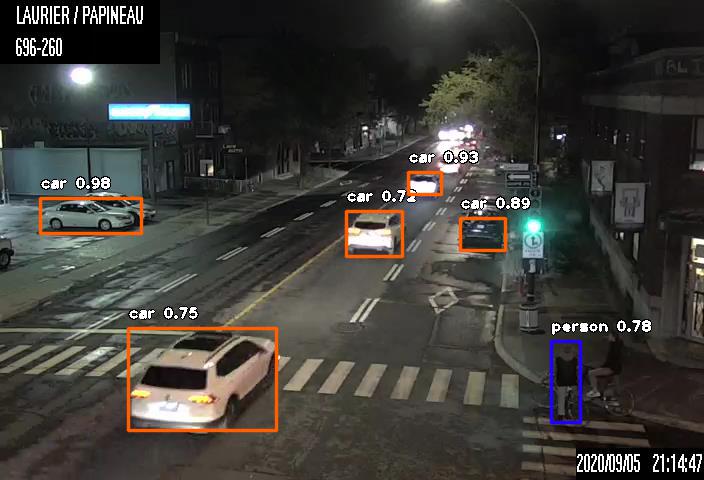 LAURIER / PAPINEAU
696-260
car 0.93
car 0.98
car 0.72
car 0.89
car 0.75
person 0.78
2020/09/05 21:14:47